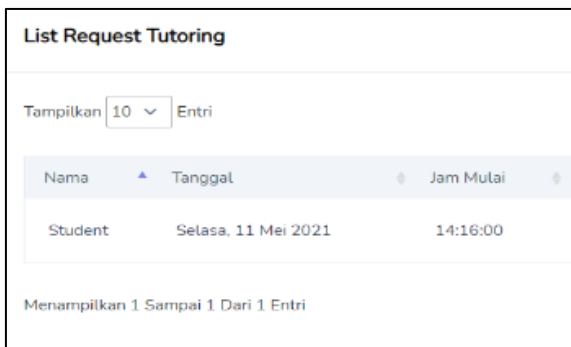 List Request Tutoring
Tampilkan 10 Entri
Nama Tanggal Jam Mulai
Student Selasa, 11 Mei 2021 14:16:00
Menampilkan 1 Sampai 1 Dari 1 Entri